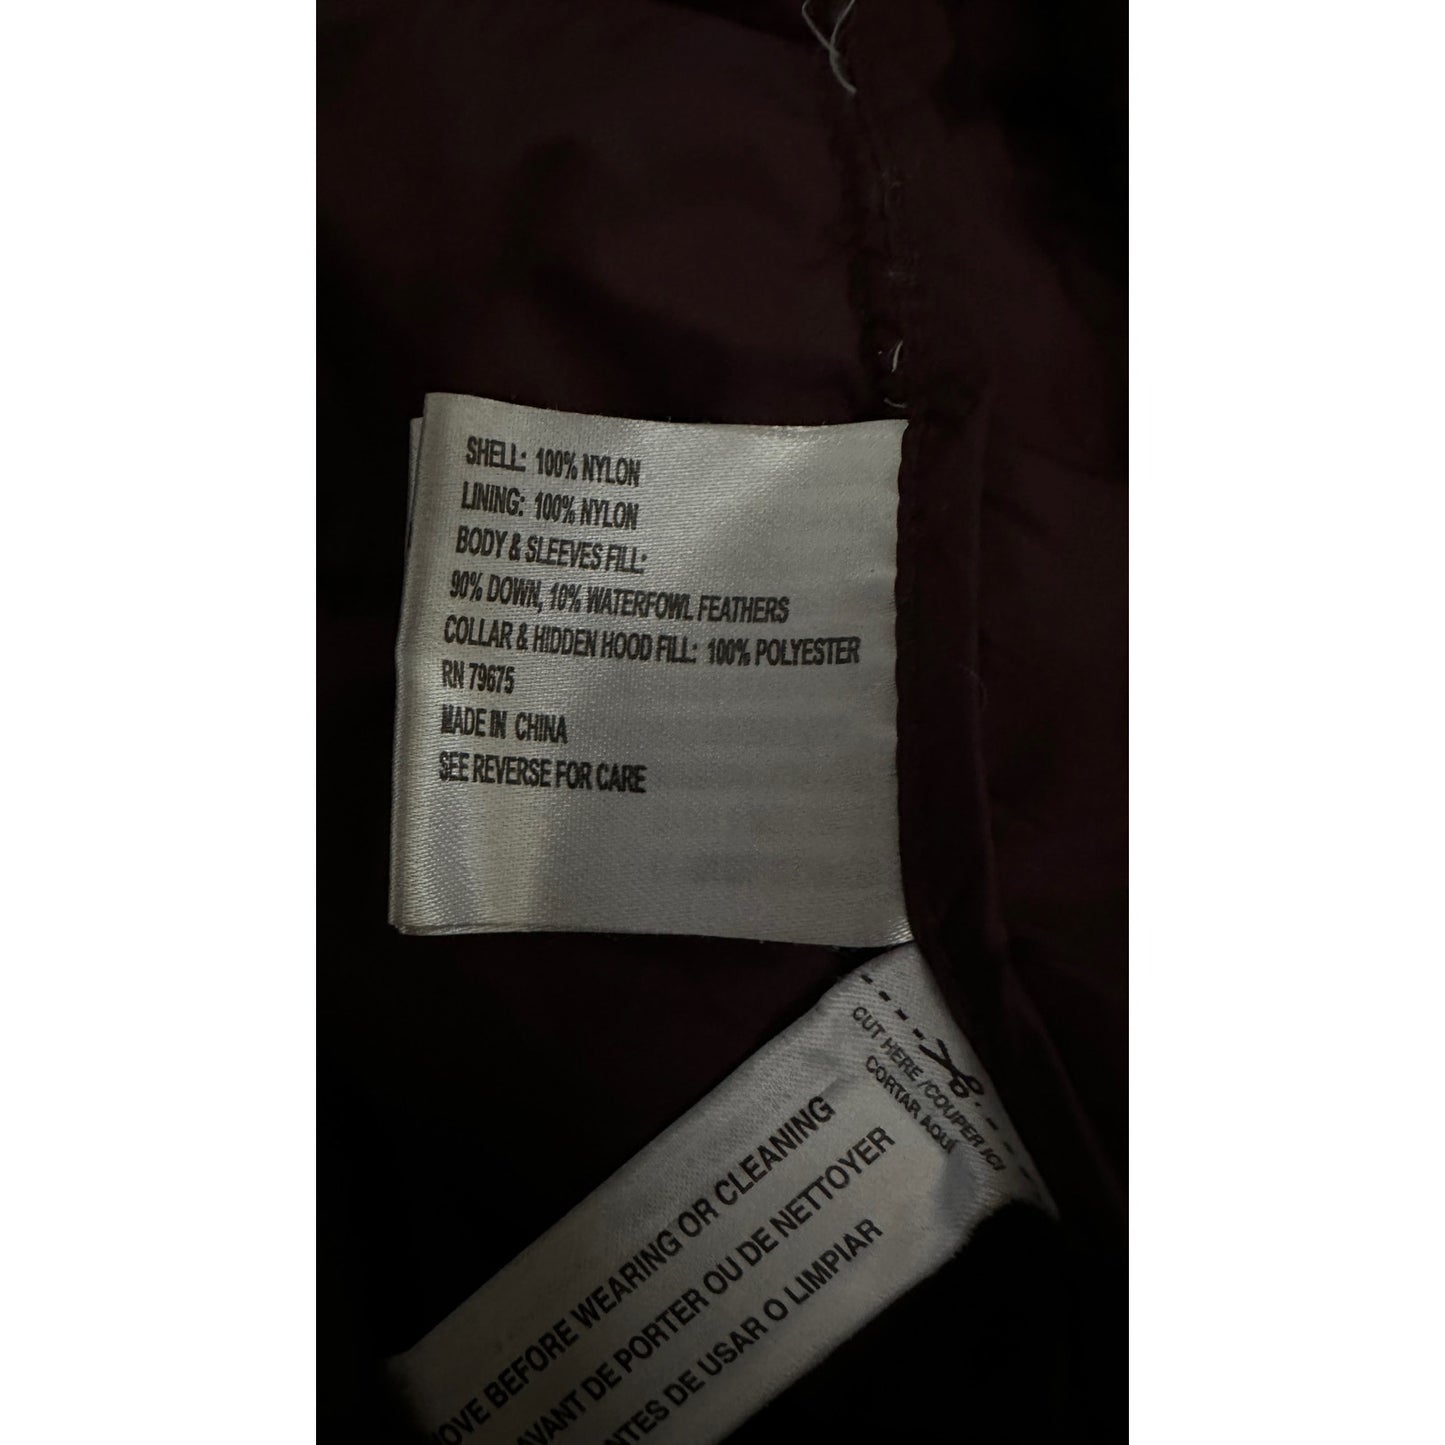 SHELL: 100% NYLON
LINING: 100% NYLON
BODY & SLEEVES FILL:
90% DOWN, 10% WATERFOWL FEATHERS
COLLAR & HIDDEN HOOD FILL: 100% POLYESTER
RN 79675
MADE IN CHINA
SEE REVERSE FOR CARE
CUT HERE /COUPER ICI
CORTAR AQUI
OVE BEFORE WEARING OR CLEANING
AVANT DE PORTER OU DE NETTOYER
NTES DE USAR O LIMPIAR